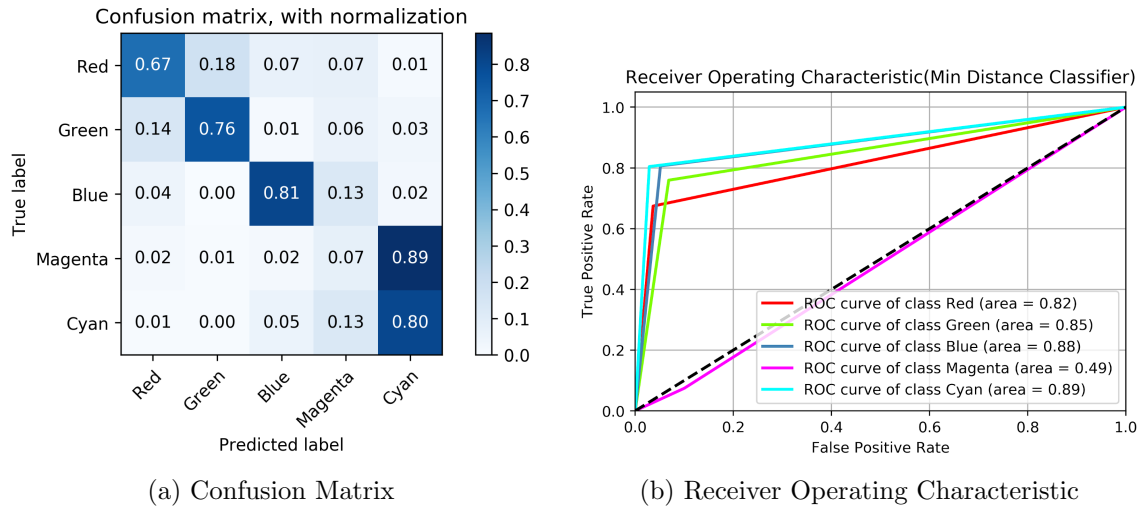 Confusion matrix, with normalization
True label
Red 0.67 0.18 0.07 0.07 0.01
Green 0.14 0.76 0.01 0.06 0.03
Blue 0.04 0.00 0.81 0.13 0.02
Magenta 0.02 0.01 0.02 0.07 0.89
Cyan 0.01 0.00 0.05 0.13 0.80
Red Green Blue Magenta Cyan
Predicted label
0.8
0.7
0.6
0.5
0.4
0.3
0.2
0.1
0.0
(a) Confusion Matrix
Receiver Operating Characteristic(Min Distance Classifier)
True Positive Rate
1.0
0.8
0.6
0.4
0.2
0.0
ROC curve of class Red (area = 0.82)
ROC curve of class Green (area = 0.85)
ROC curve of class Blue (area = 0.88)
ROC curve of class Magenta (area = 0.49)
ROC curve of class Cyan (area = 0.89)
0.0 0.2 0.4 0.6 0.8 1.0
False Positive Rate
(b) Receiver Operating Characteristic